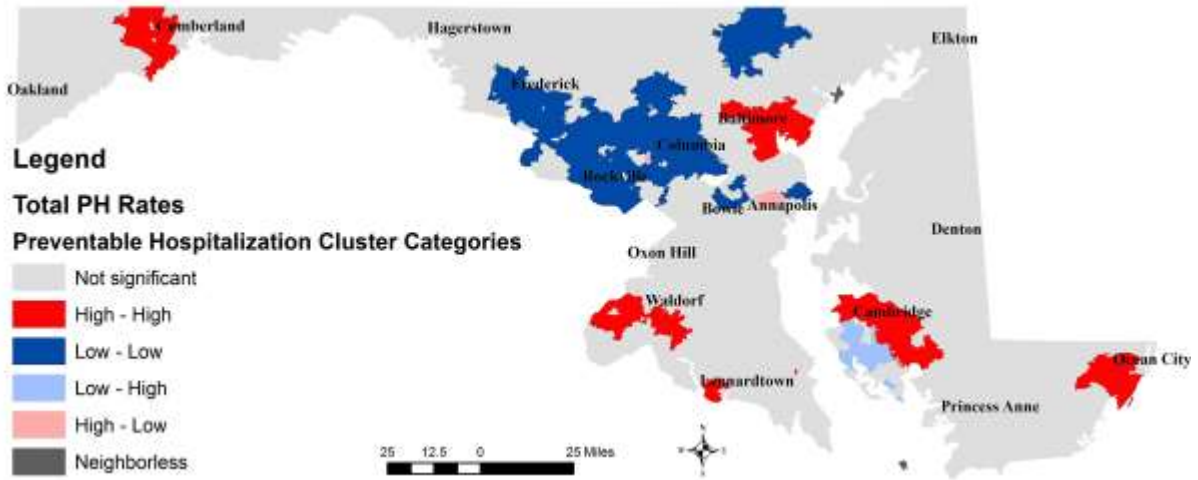 Cumberland
Hagerstown
Elkton
Oakland
Frederick
Baltimore
Columbia
Rockville
Bowie
Annapolis
Denton
Oxon Hill
Waldorf
Cambridge
Ocean City
Leonardtown
Princess Anne
Legend
Total PH Rates
Preventable Hospitalization Cluster Categories
Not significant
High - High
Low - Low
Low - High
High - Low
Neighborless
25 12.5 0 25 Miles
N
W E
S